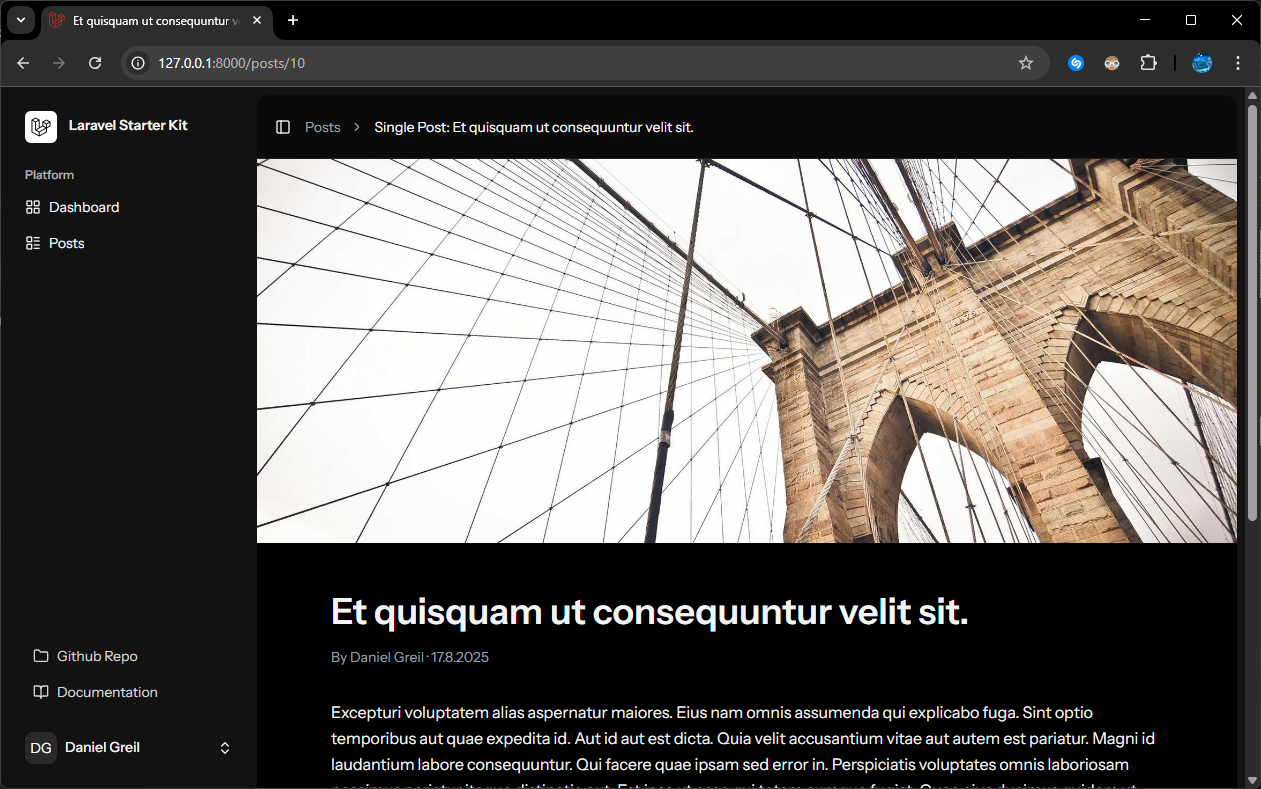 Et quisquam ut consequuntur v
127.0.0.1:8000/posts/10
Laravel Starter Kit
Platform
Dashboard
Posts
Github Repo
Documentation
DG Daniel Greil
Posts > Single Post: Et quisquam ut consequuntur velit sit.
Et quisquam ut consequuntur velit sit.
By Daniel Greil · 17.8.2025
Excepturi voluptatem alias aspernatur maiores. Eius nam omnis assumenda qui explicabo fuga. Sint optio
temporibus aut quae expedita id. Aut id aut est dicta. Quia velit accusantium vitae aut autem est pariatur. Magni id
laudantium labore consequuntur. Qui facere quae ipsam sed error in. Perspiciatis voluptates omnis laboriosam